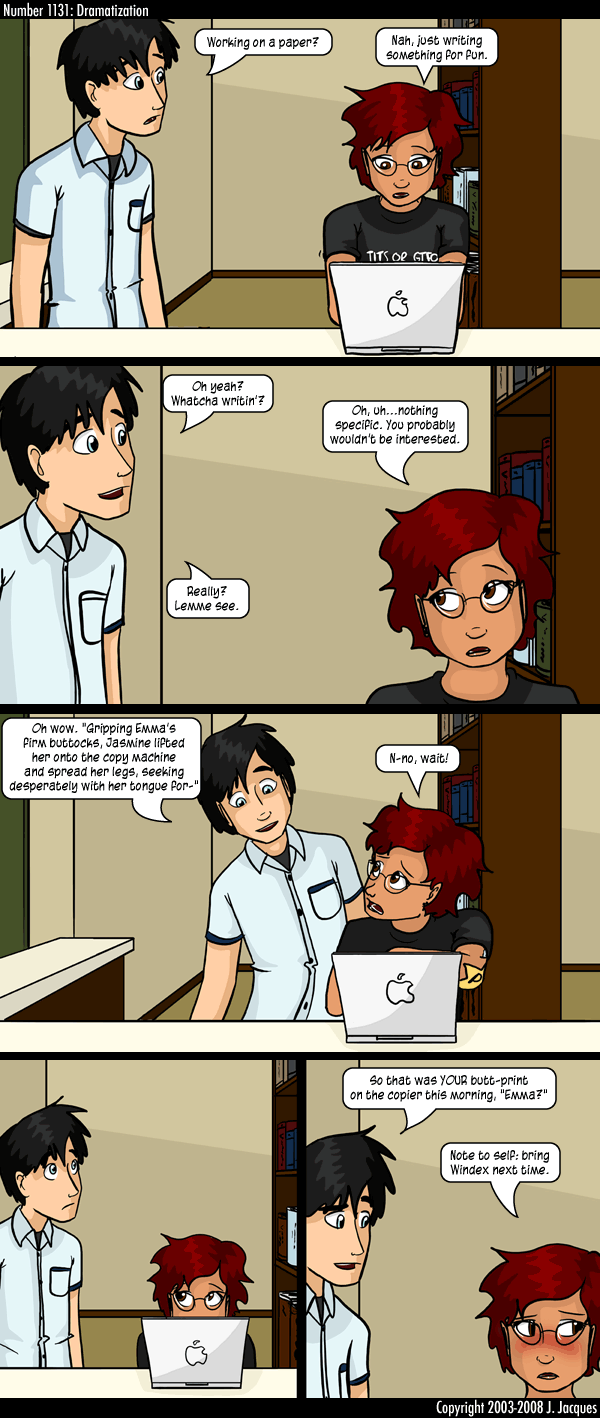 Number 1131: Dramatization
Working on a paper?
Nah, just writing
something for fun.
TITS OR GTFO
Oh yeah?
Whatcha writin'?
Oh, uh...nothing
specific. You probably
wouldn't be interested.
Really?
Lemme see.
Oh wow. "Gripping Emma's
firm buttocks, Jasmine lifted
her onto the copy machine
and spread her legs, seeking
desperately with her tongue for-"
N-no, wait!
So that was YOUR butt-print
on the copier this morning, "Emma?"
Note to self: bring
Windex next time.
Copyright 2003-2008 J. Jacques